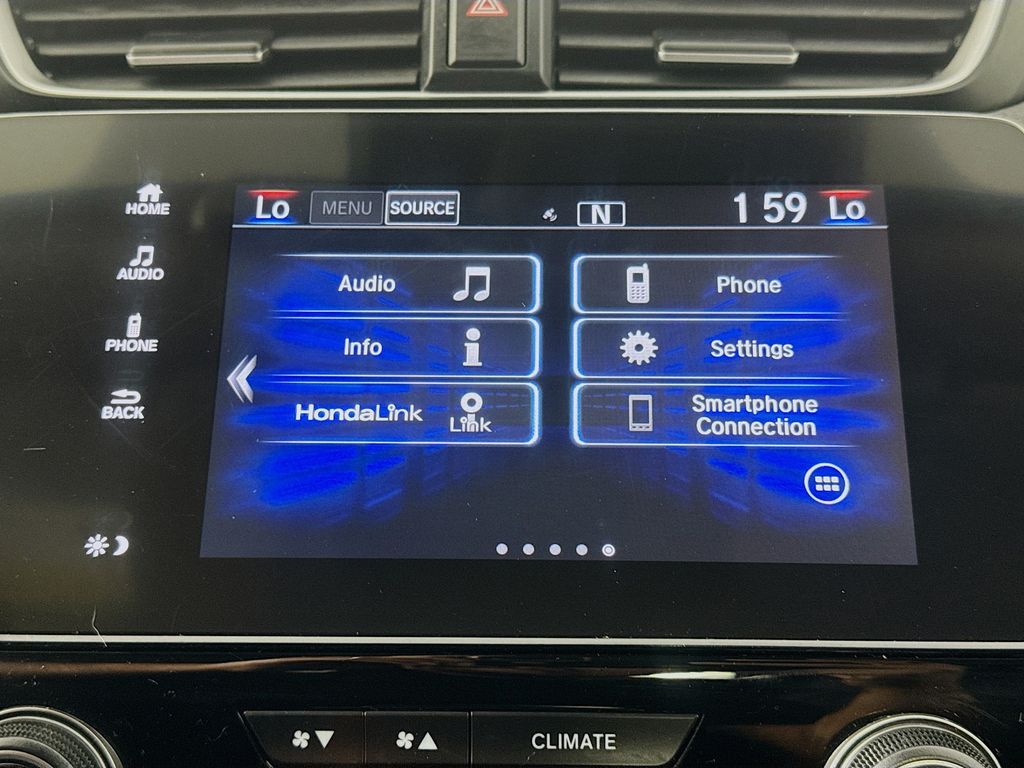 Lo MENU SOURCE N 1 59 Lo
HOME
AUDIO
PHONE
BACK
Audio
Phone
Info
Settings
HondaLink
Link
Smartphone
Connection
CLIMATE